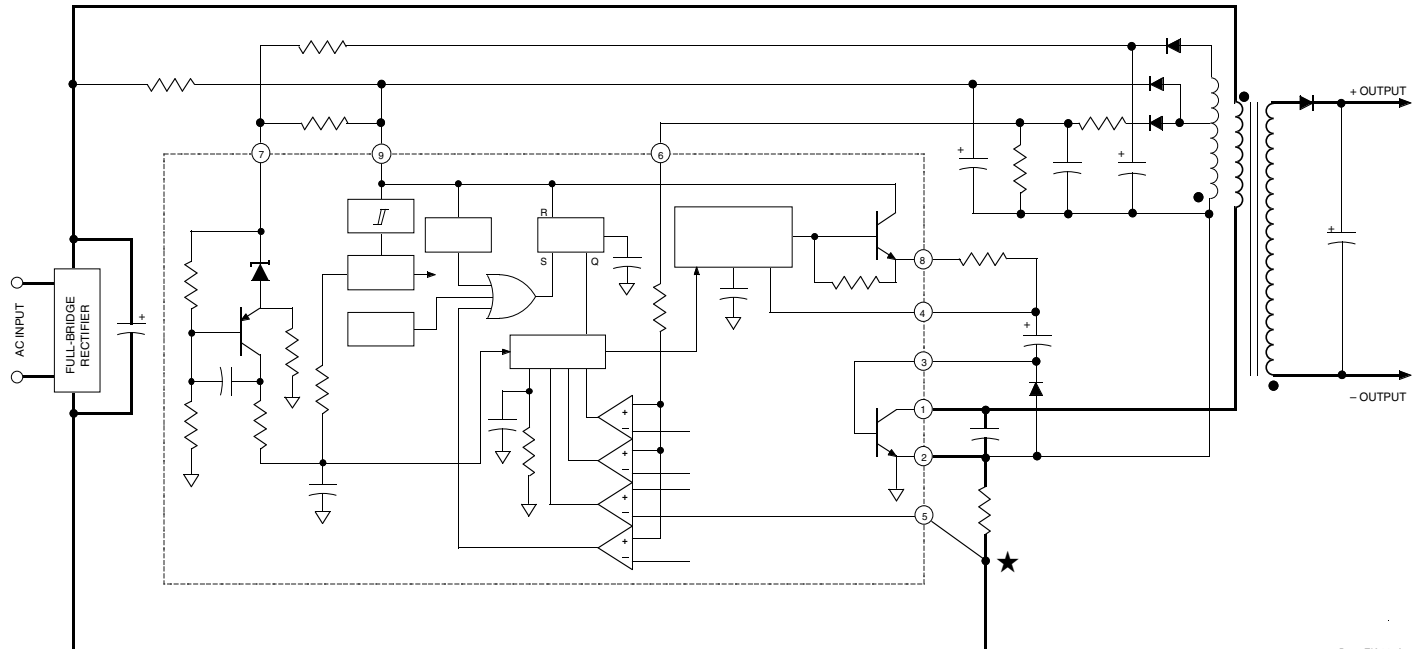 + OUTPUT
7
9
6
+
+
R
+
S
Q
8
AC INPUT
FULL-BRIDGE
RECTIFIER
+
4
+
3
1
+
–
2
+
–
– OUTPUT
+
–
5
+
–
★